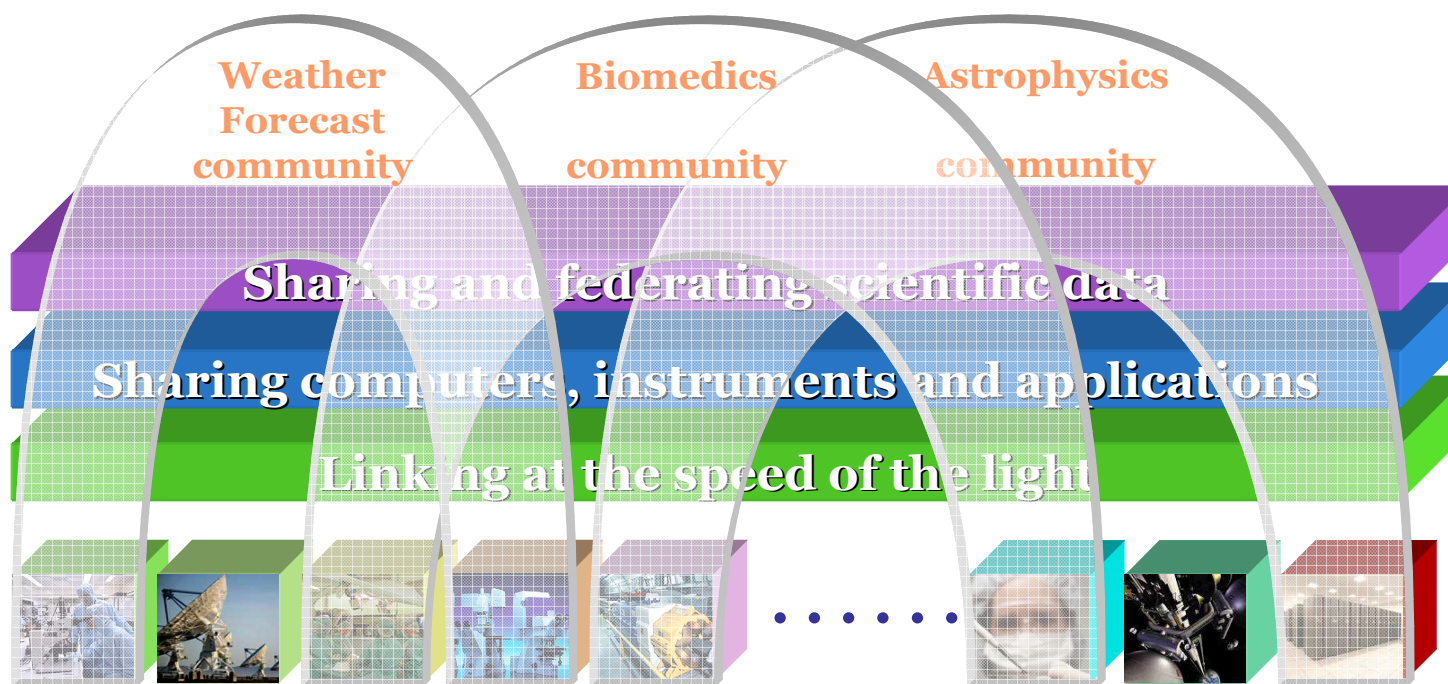 Weather
Forecast
community
Biomedics
community
Astrophysics
community
Sharing and federating scientific data
Sharing computers, instruments and applications
Linking at the speed of the light